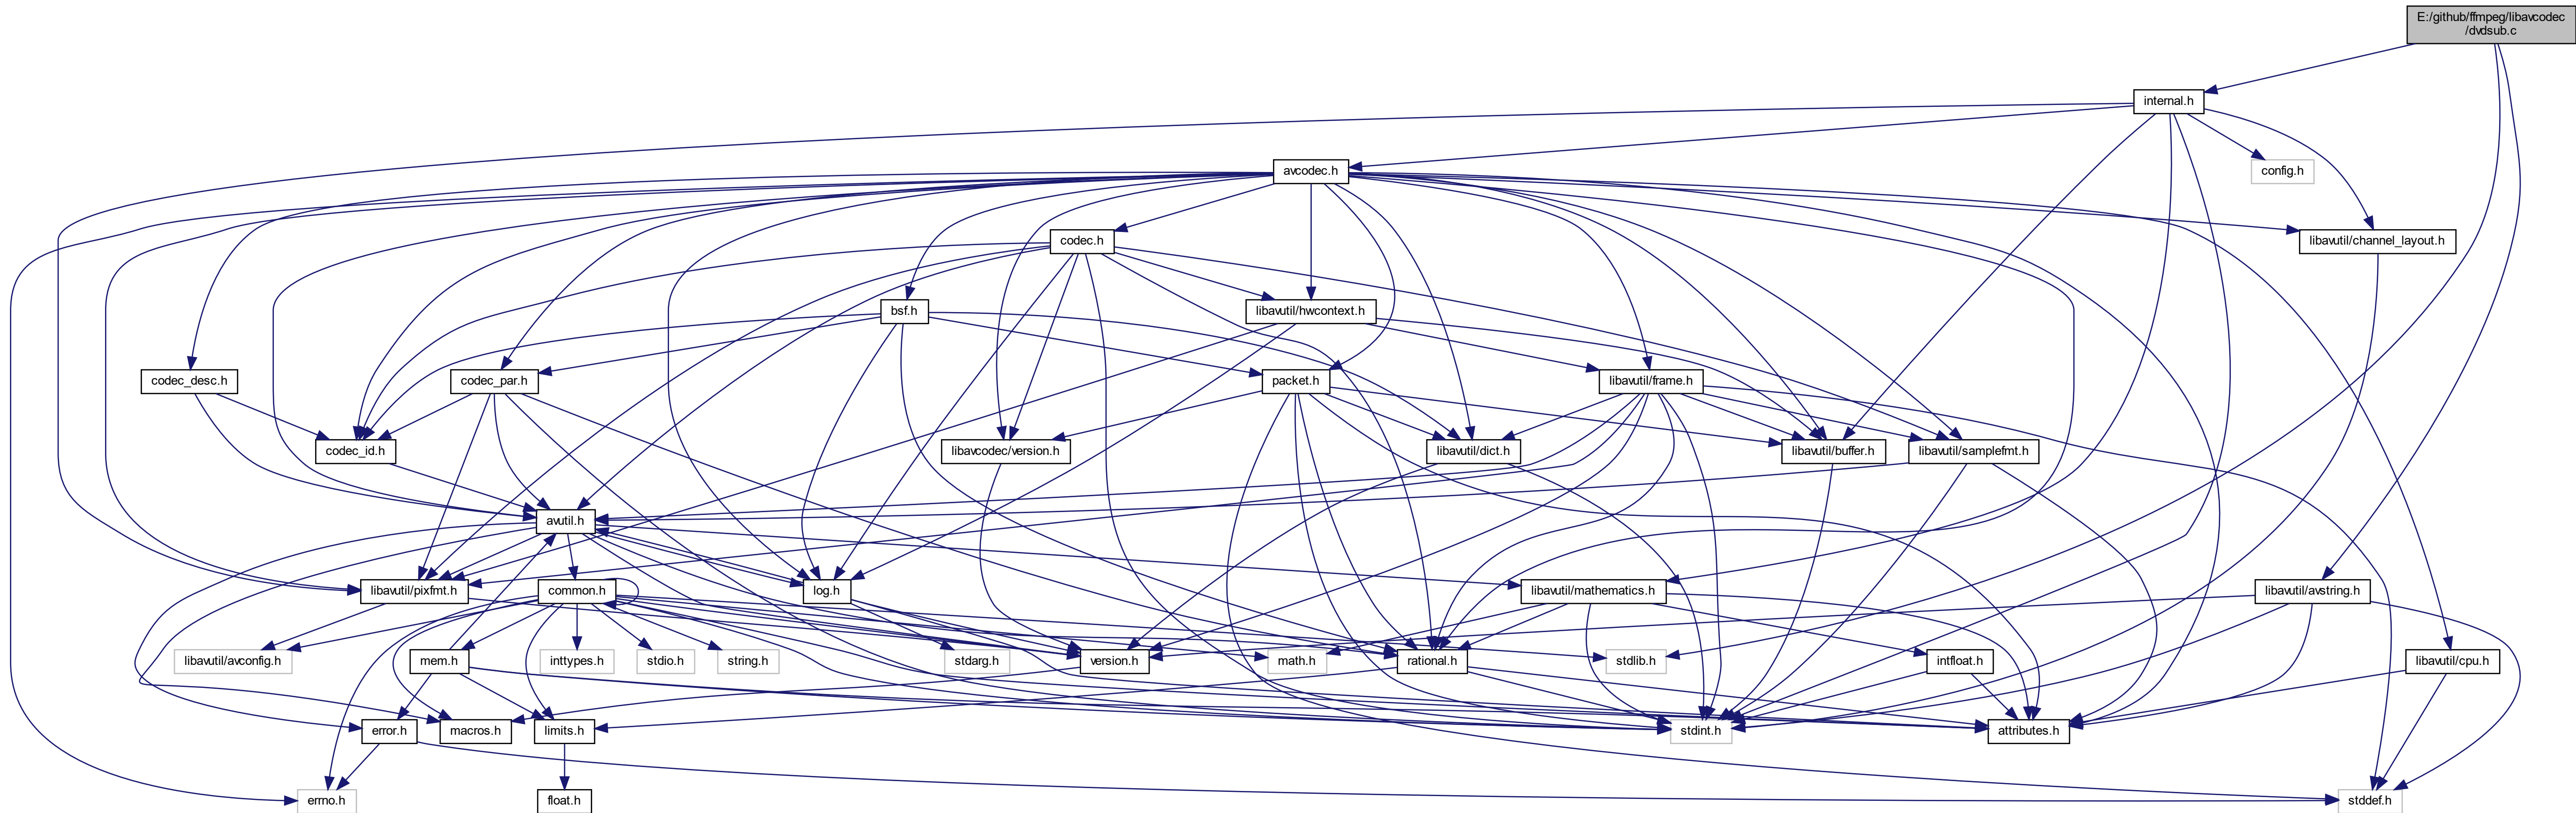 E:/github/ffmpeg/libavcodec
/dvdsub.c
internal.h
avcodec.h
config.h
codec.h
libavutil/channel_layout.h
bsf.h
libavutil/hwcontext.h
codec_desc.h
codec_par.h
packet.h
libavutil/frame.h
codec_id.h
libavcodec/version.h
libavutil/dict.h
libavutil/buffer.h
libavutil/samplefmt.h
avutil.h
libavutil/pixfmt.h
common.h
log.h
libavutil/mathematics.h
libavutil/avstring.h
libavutil/avconfig.h
mem.h
inttypes.h
stdio.h
string.h
stdarg.h
version.h
math.h
rational.h
stdlib.h
intfloat.h
libavutil/cpu.h
error.h
macros.h
limits.h
stdint.h
attributes.h
errno.h
float.h
stddef.h